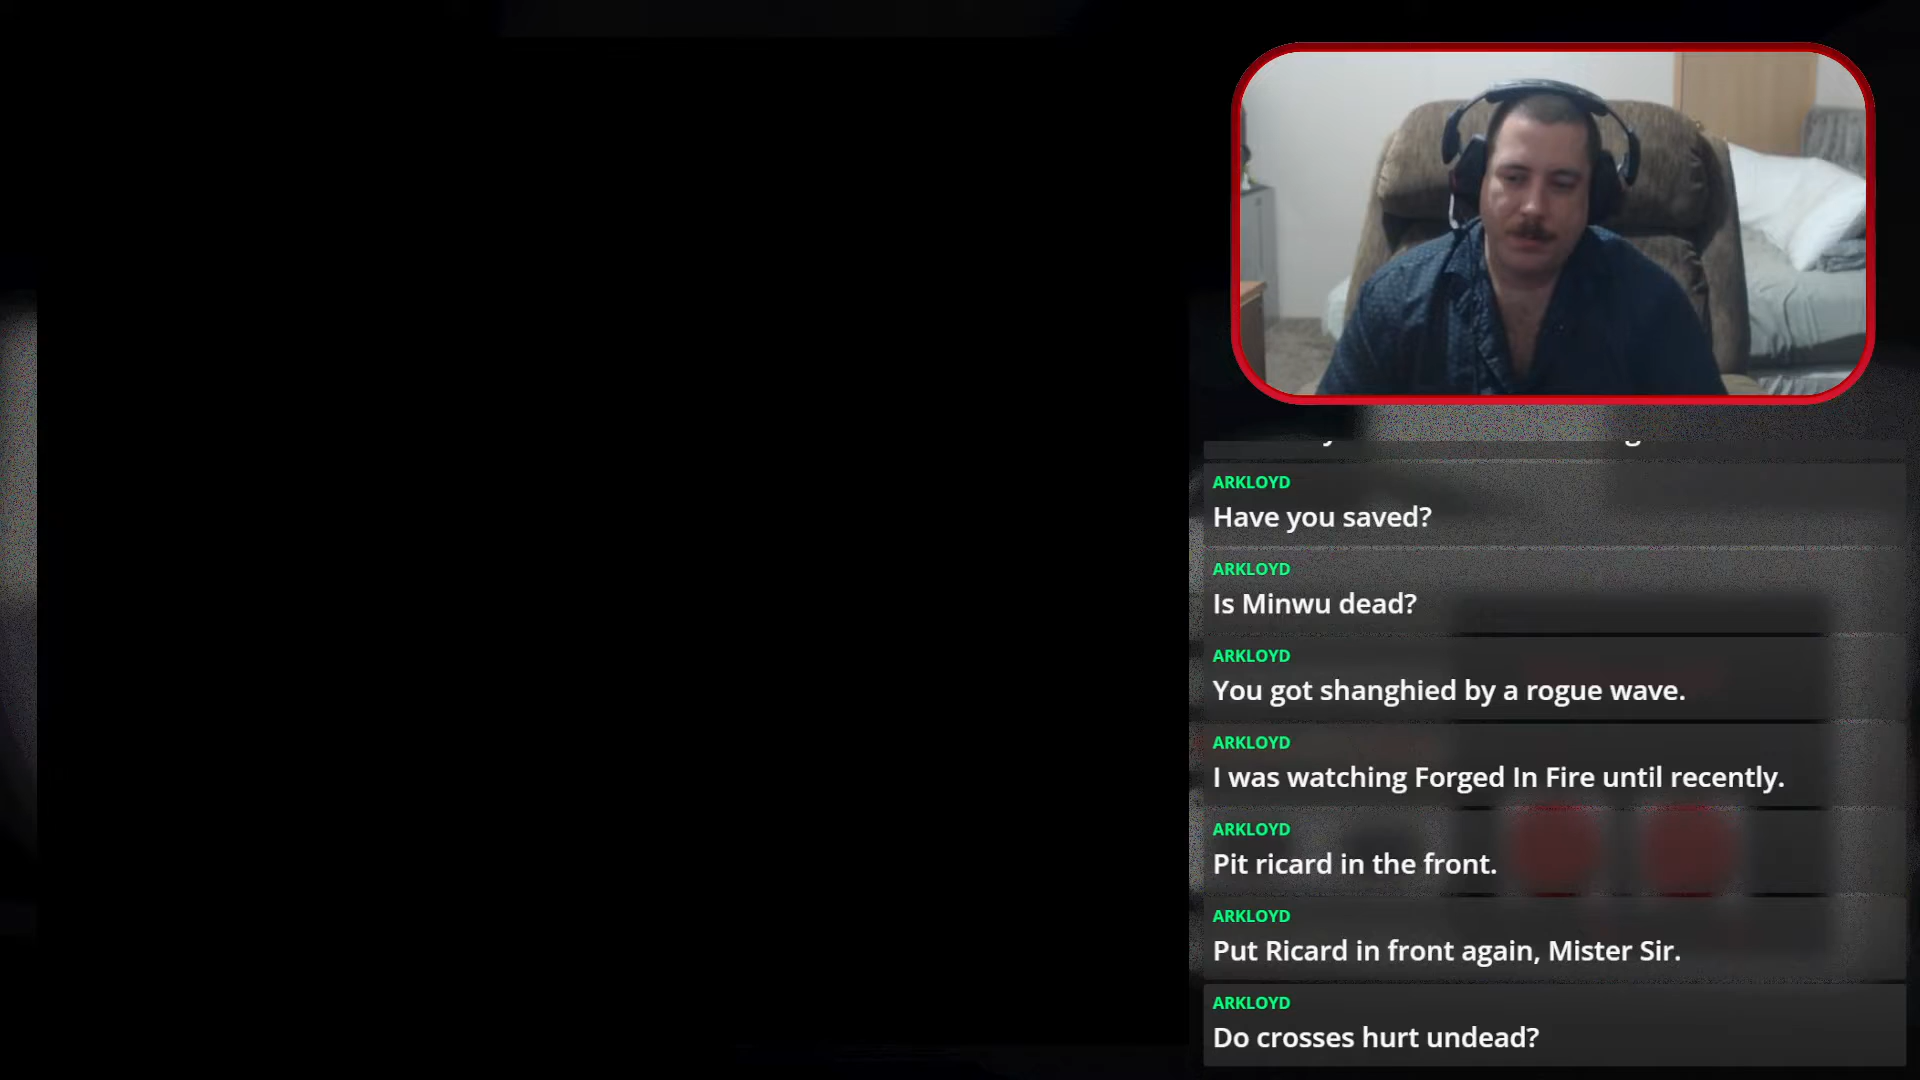 ARKLOYD
Have you saved?
ARKLOYD
Is Minwu dead?
ARKLOYD
You got shanghied by a rogue wave.
ARKLOYD
I was watching Forged In Fire until recently.
ARKLOYD
Pit ricard in the front.
ARKLOYD
Put Ricard in front again, Mister Sir.
ARKLOYD
Do crosses hurt undead?